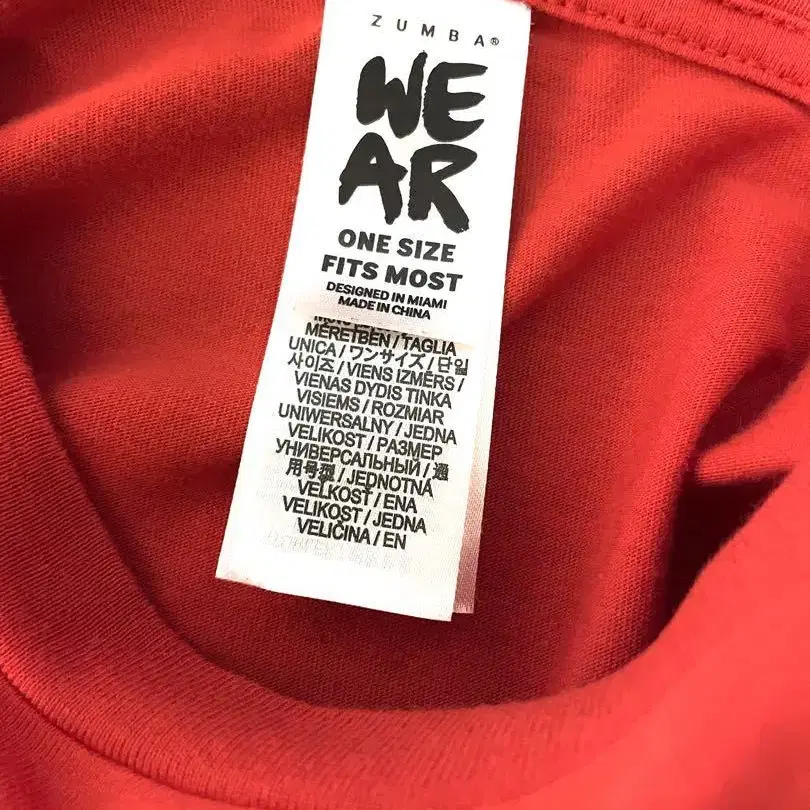 ZUMBA®
WE
AR
ONE SIZE
FITS MOST
DESIGNED IN MIAMI
MADE IN CHINA
MÉRETBEN / TAGLIA
UNICA / ワンサイズ / 단일
사이즈 / VIENS IZMĒRS /
VIENAS DYDIS TINKA
VISIEMS / ROZMIAR
UNIWERSALNY / JEDNA
VELIKOST / РАЗМЕР
УНИВЕРСАЛЬНЫЙ / 通
用号型 / JEDNOTNÁ
VEĽKOSŤ / ENA
VELIKOST / JEDNA
VELIČINA / EN